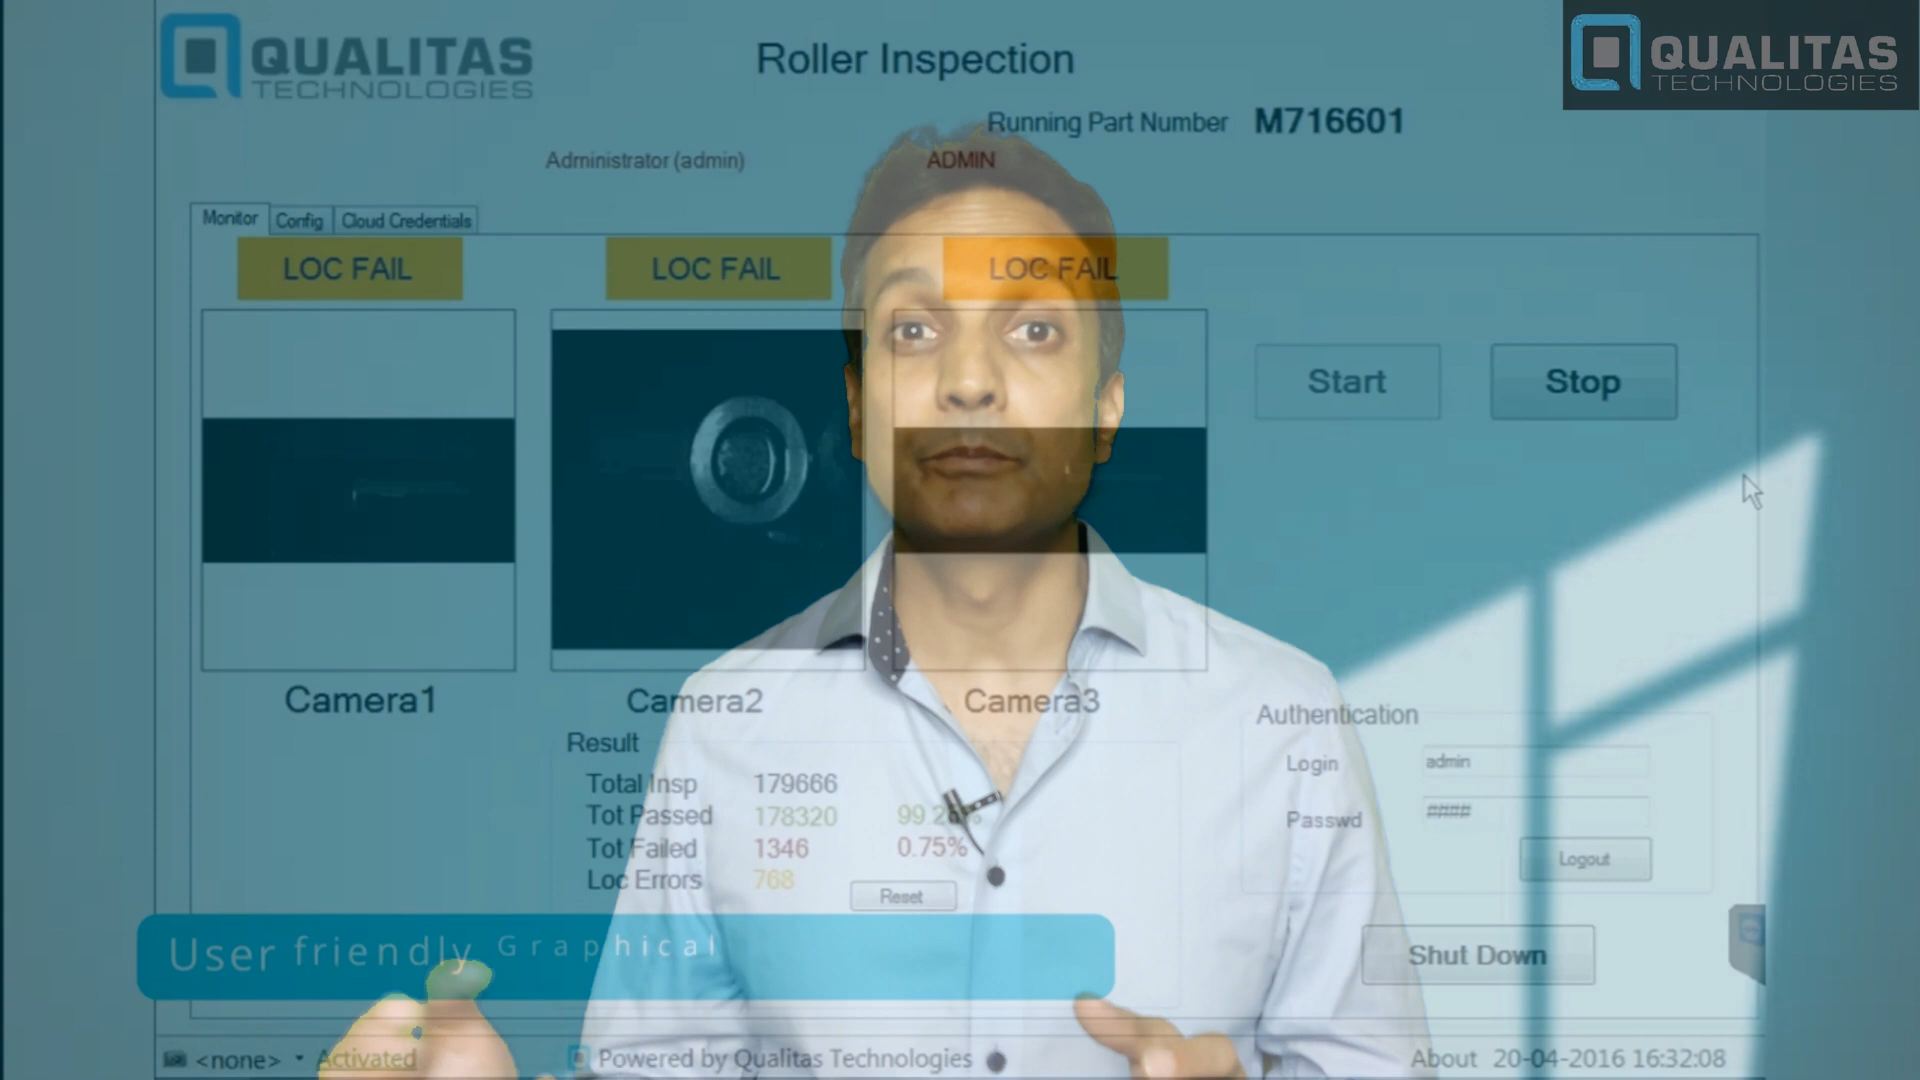 QUALITAS
TECHNOLOGIES
Roller Inspection
QUALITAS
TECHNOLOGIES
Running Part Number M716601
Administrator (admin) ADMIN
Monitor Config Cloud Credentials
LOC FAIL LOC FAIL LOC FAIL
Start Stop
Camera1 Camera2 Camera3
Result
Total Insp 179666
Tot Passed 178320
Tot Failed 1346 0.75%
Loc Errors 768
Reset
Authentication
Login admin
Passwd ####
Logout
Shut Down
User friendly Graphical
<none> Activated
Powered by Qualitas Technologies
About 20-04-2016 16:32:08